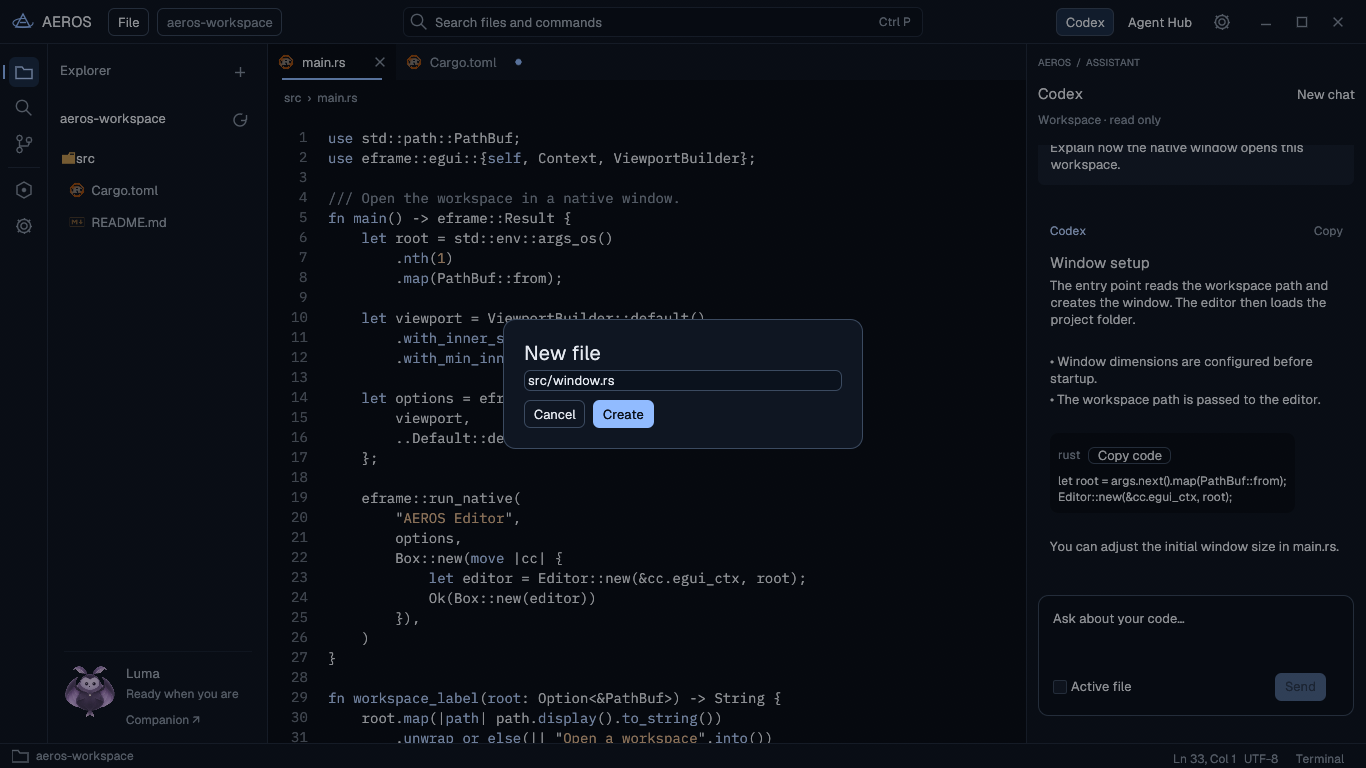 AEROS
File
aeros-workspace
Search files and commands
Ctrl P
Codex
Agent Hub
Explorer
+
aeros-workspace
src
Cargo.toml
README.md
Luma
Ready when you are
Companion ↗
main.rs
Cargo.toml
src › main.rs
1 use std::path::PathBuf;
2 use eframe::egui::{self, Context, ViewportBuilder};
3
4 /// Open the workspace in a native window.
5 fn main() -> eframe::Result {
6 let root = std::env::args_os()
7 .nth(1)
8 .map(PathBuf::from);
9
10 let viewport = ViewportBuilder::default()
11 .with_inner_s
12 .with_min_inn
13
14 let options = efr
15 viewport,
16 ..Default::de
17 };
18
19 eframe::run_native(
20 "AEROS Editor",
21 options,
22 Box::new(move |cc| {
23 let editor = Editor::new(&cc.egui_ctx, root);
24 Ok(Box::new(editor))
25 }),
26 )
27 }
28
29 fn workspace_label(root: Option<&PathBuf>) -> String {
30 root.map(|path| path.display().to_string())
31 .unwrap_or_else(|| "Open a workspace".into())
New file
src/window.rs
Cancel
Create
AEROS / ASSISTANT
Codex
New chat
Workspace · read only
Explain how the native window opens this
workspace.
Codex
Copy
Window setup
The entry point reads the workspace path and
creates the window. The editor then loads the
project folder.
• Window dimensions are configured before
startup.
• The workspace path is passed to the editor.
rust
Copy code
let root = args.next().map(PathBuf::from);
Editor::new(&cc.egui_ctx, root);
You can adjust the initial window size in main.rs.
Ask about your code…
Active file
Send
aeros-workspace
Ln 33, Col 1
UTF-8
Terminal